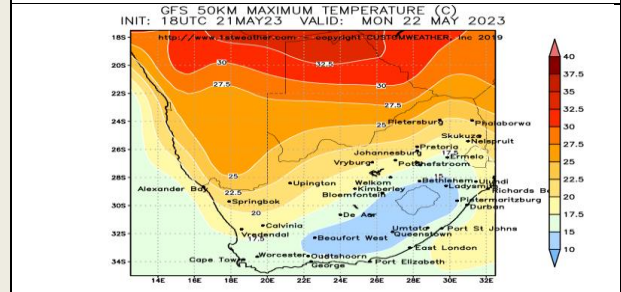 GFS 50KM MAXIMUM TEMPERATURE (C)
INIT: 18UTC 21MAY23 VALID: MON 22 MAY 2023
http://www.1stweather.com -- copyright CUSTOMWEATHER, Inc 2019
18S
20S
22S
24S
26S
28S
30S
32S
34S
14E 16E 18E 20E 22E 24E 26E 28E 30E 32E
30
32.5
30
27.5
27.5
25
25
22.5
20
17.5
17.5
15
Pietersburg
Phalaborwa
Skukuza
Nelspruit
Pretoria
Johannesburg
Ermelo
Vryburg
Potchefstroom
Alexander Bay
Upington
Welkom
Kimberley
Bethlehem
Ulundi
Ladysmith
Bloemfontein
Richards B
Springbok
Pietermaritzburg
Durban
De Aar
Calvinia
Vredendal
Beaufort West
Umtata
Port St Johns
Queenstown
East London
Cape Town
Worcester
Oudtshoorn
George
Port Elizabeth
40
37.5
35
32.5
30
27.5
25
22.5
20
17.5
15
10